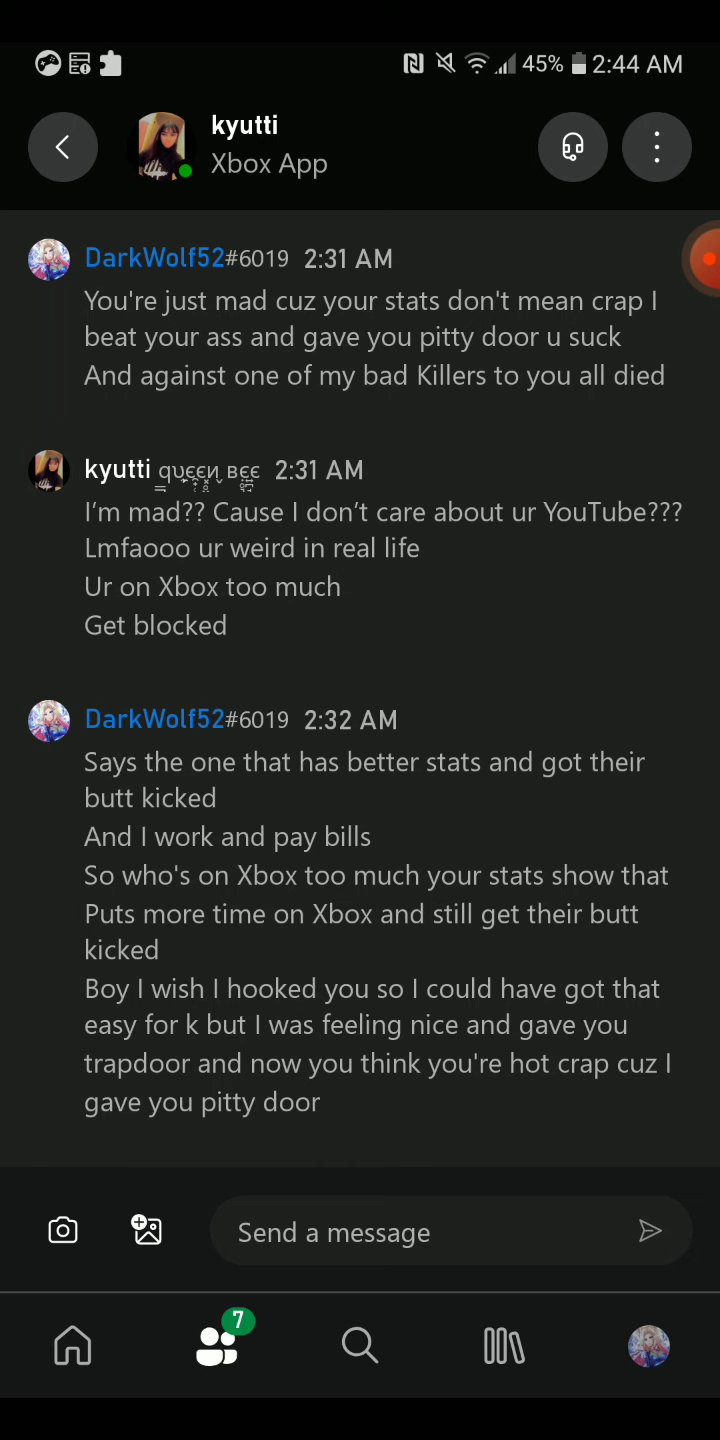 45% 2:44 AM
kyutti
Xbox App
DarkWolf52#6019 2:31 AM
You're just mad cuz your stats don't mean crap I
beat your ass and gave you pitty door u suck
And against one of my bad Killers to you all died
kyutti 2:31 AM
I'm mad?? Cause I don't care about ur YouTube???
Lmfaooo ur weird in real life
Ur on Xbox too much
Get blocked
DarkWolf52#6019 2:32 AM
Says the one that has better stats and got their
butt kicked
And I work and pay bills
So who's on Xbox too much your stats show that
Puts more time on Xbox and still get their butt
kicked
Boy I wish I hooked you so I could have got that
easy for k but I was feeling nice and gave you
trapdoor and now you think you're hot crap cuz I
gave you pitty door
Send a message
7